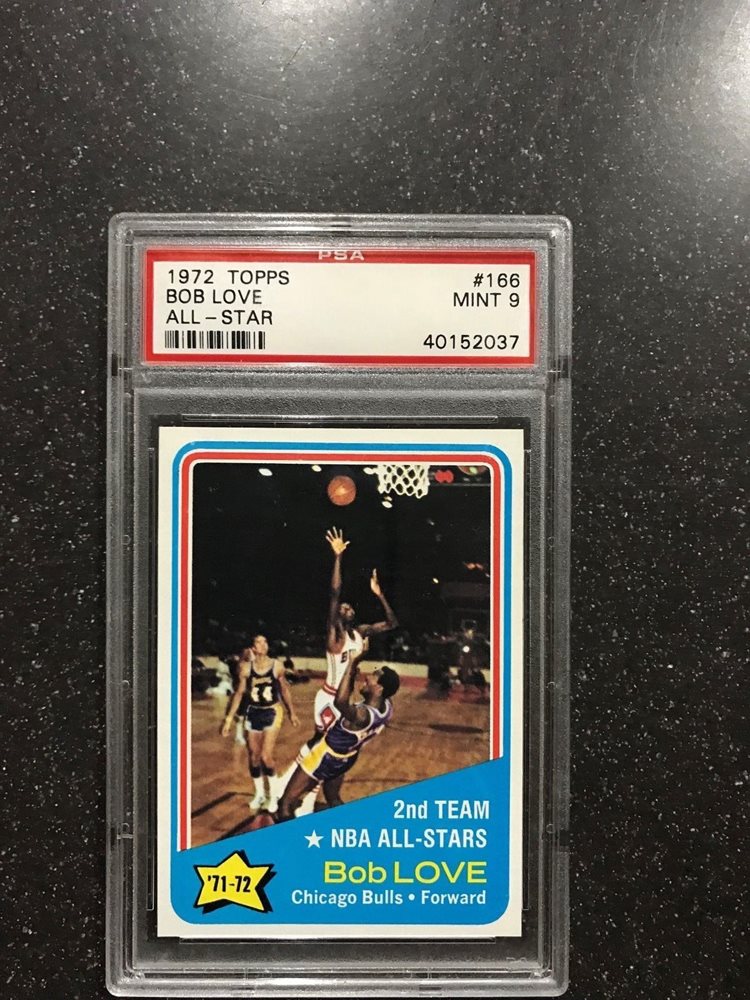 PSA
1972 TOPPS #166
BOB LOVE MINT 9
ALL-STAR
40152037
44
2nd TEAM
★ NBA ALL-STARS
Bob LOVE
'71-72
Chicago Bulls • Forward